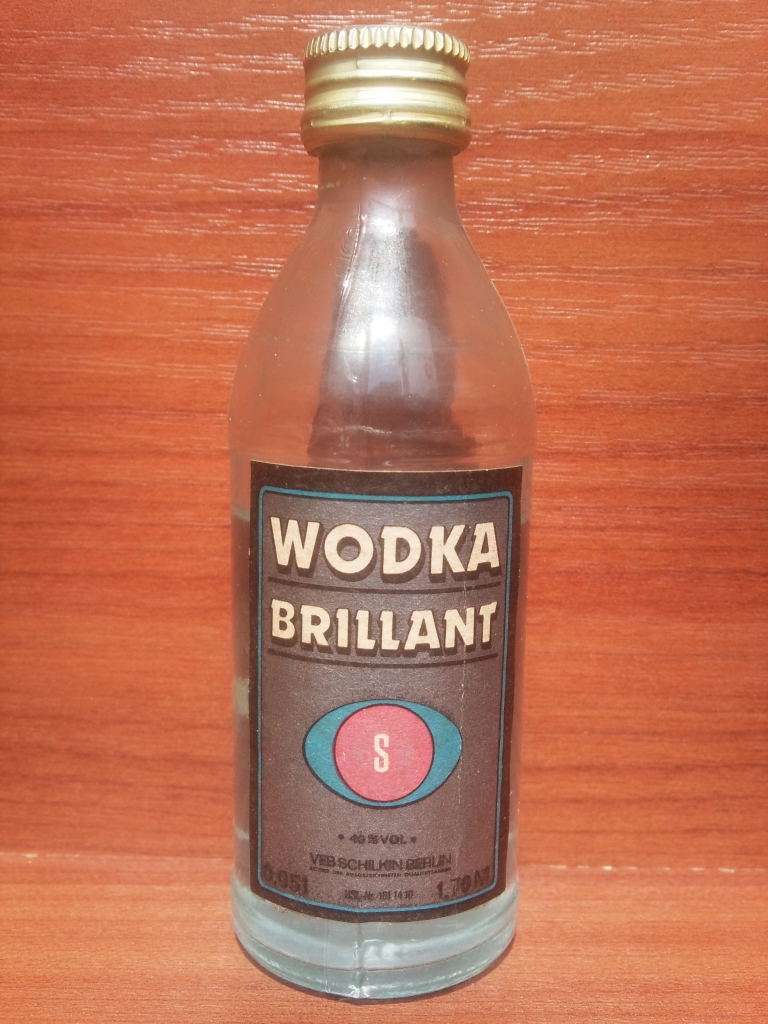 WODKA
BRILLANT
S
• 40 % VOL •
VEB SCHILKIN BERLIN
0,05l 1,70 M